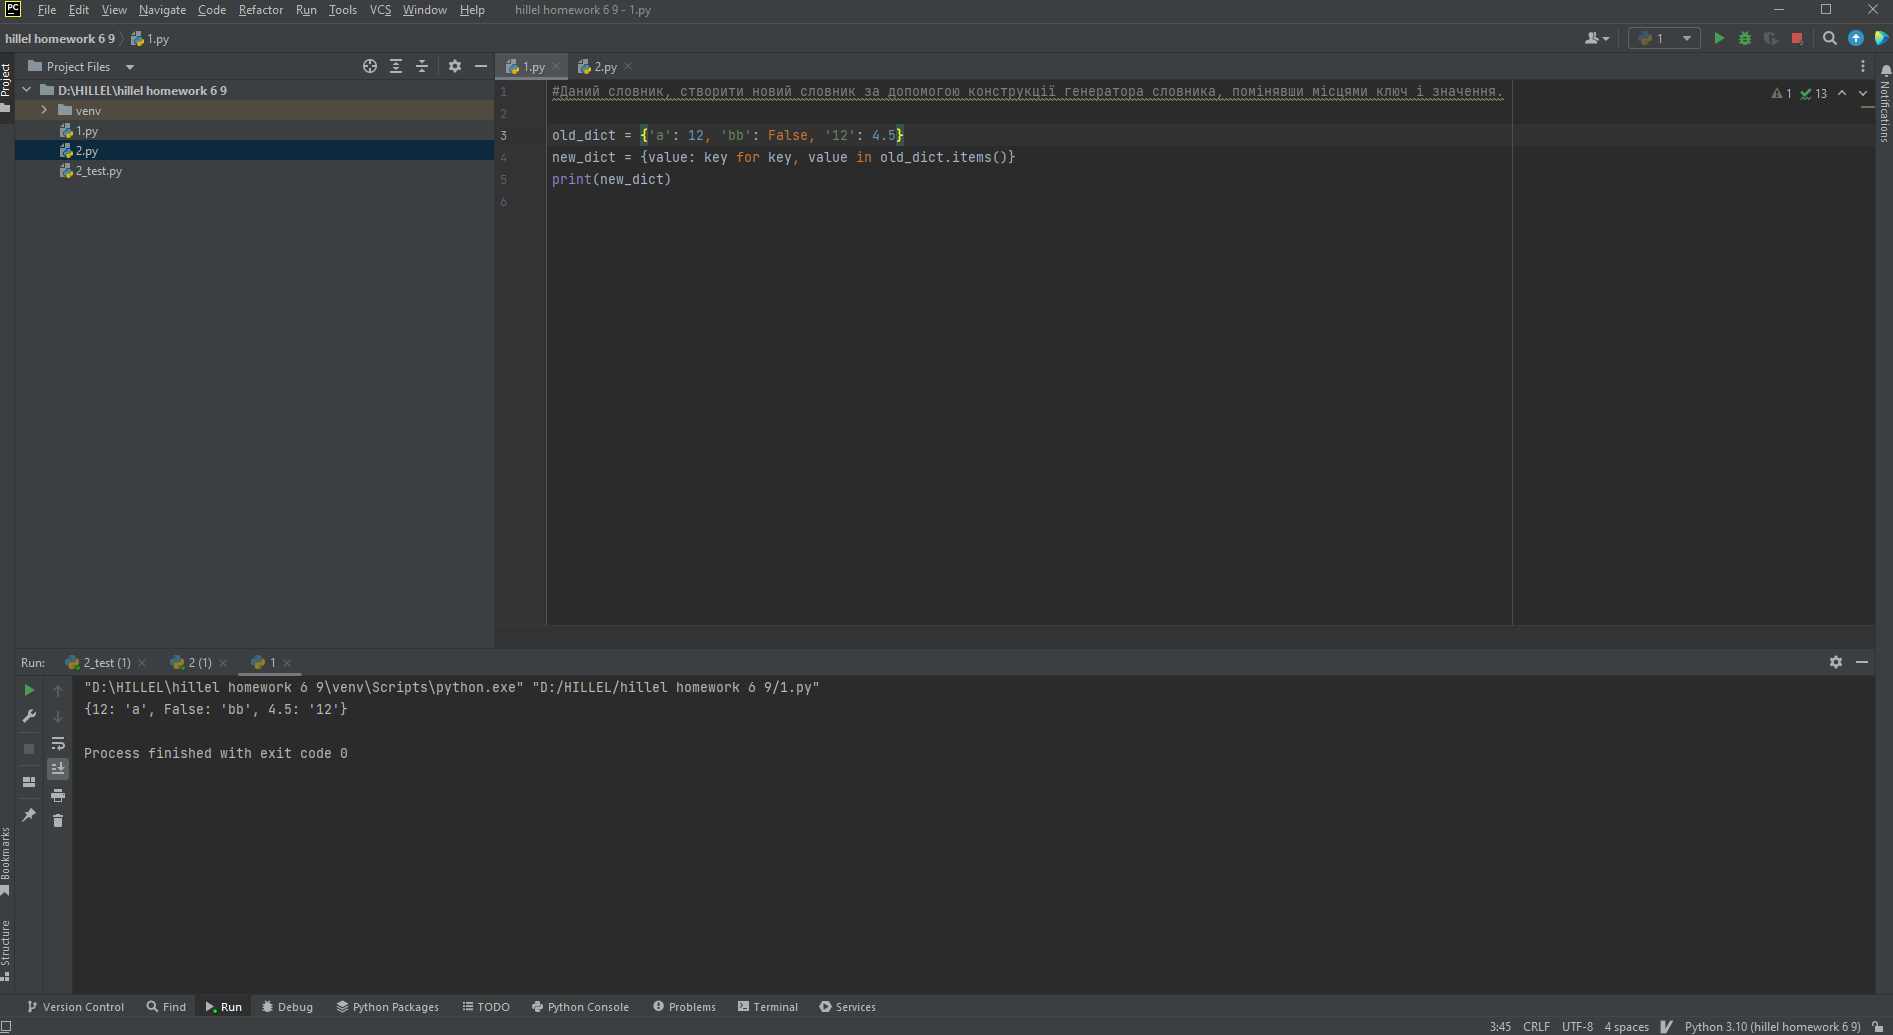 PC File Edit View Navigate Code Refactor Run Tools VCS Window Help hillel homework 6 9 - 1.py
hillel homework 6 9 1.py 1
Project
Project Files
1.py 2.py
D:\HILLEL\hillel homework 6 9
venv
1.py
2.py
2_test.py
1 #Даний словник, створити новий словник за допомогою конструкції генератора словника, помінявши місцями ключ і значення.
1 13
2
3 old_dict = {'a': 12, 'bb': False, '12': 4.5}
4 new_dict = {value: key for key, value in old_dict.items()}
5 print(new_dict)
6
Notifications
Run: 2_test (1) 2 (1) 1
"D:\HILLEL\hillel homework 6 9\venv\Scripts\python.exe" "D:/HILLEL/hillel homework 6 9/1.py"
{12: 'a', False: 'bb', 4.5: '12'}
Process finished with exit code 0
Bookmarks
Structure
Version Control Find Run Debug Python Packages TODO Python Console Problems Terminal Services
3:45 CRLF UTF-8 4 spaces Python 3.10 (hillel homework 6 9)